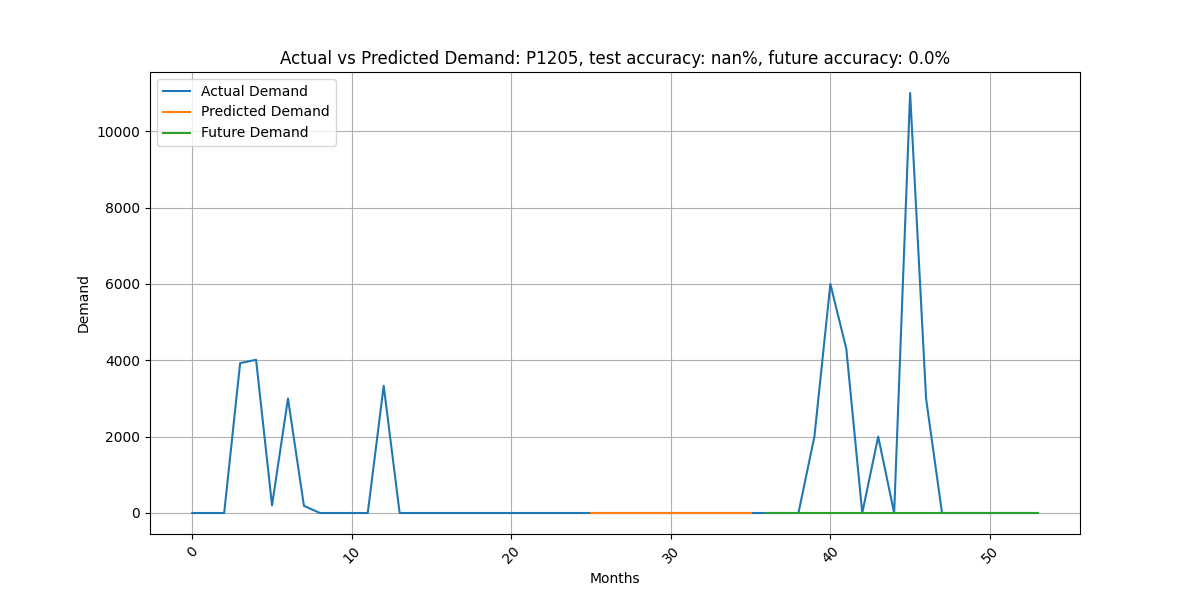 Actual vs Predicted Demand: P1205, test accuracy: nan%, future accuracy: 0.0%
Actual Demand
Predicted Demand
Future Demand
10000
8000
6000
4000
2000
0
Demand
0 10 20 30 40 50
Months